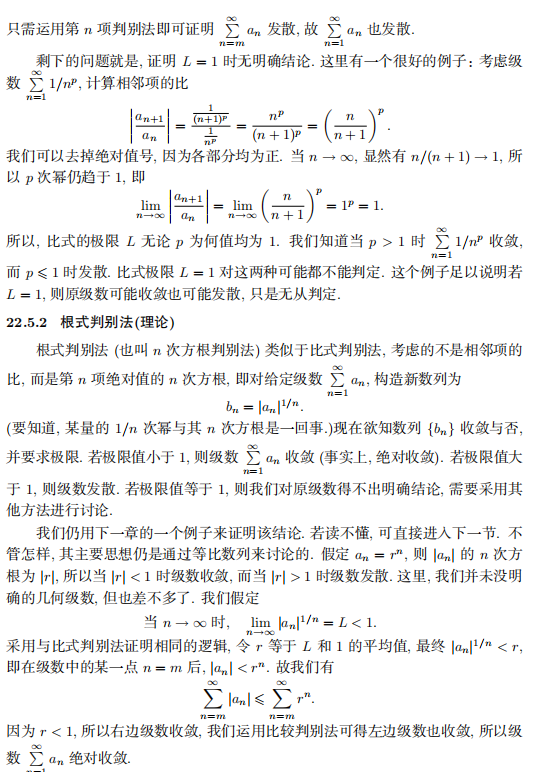 只需运用第 n 项判别法即可证明 $\sum_{n=m}^{\infty} a_n$ 发散, 故 $\sum_{n=1}^{\infty} a_n$ 也发散.
剩下的问题就是, 证明 L = 1 时无明确结论. 这里有一个很好的例子: 考虑级
数 $\sum_{n=1}^{\infty} 1/n^p$, 计算相邻项的比
$\left|\frac{a_{n+1}}{a_n}\right| = \frac{\frac{1}{(n+1)^p}}{\frac{1}{n^p}} = \frac{n^p}{(n+1)^p} = \left(\frac{n}{n+1}\right)^p.$
我们可以去掉绝对值号, 因为各部分均为正. 当 n → ∞, 显然有 n/(n + 1) → 1, 所
以 p 次幂仍趋于 1, 即
$\lim_{n\to\infty}\left|\frac{a_{n+1}}{a_n}\right| = \lim_{n\to\infty}\left(\frac{n}{n+1}\right)^p = 1^p = 1.$
所以, 比式的极限 L 无论 p 为何值均为 1. 我们知道当 p > 1 时 $\sum_{n=1}^{\infty} 1/n^p$ 收敛,
而 p ⩽ 1 时发散. 比式极限 L = 1 对这两种可能都不能判定. 这个例子足以说明若
L = 1, 则原级数可能收敛也可能发散, 只是无从判定.
22.5.2 根式判别法(理论)
根式判别法 (也叫 n 次方根判别法) 类似于比式判别法, 考虑的不是相邻项的
比, 而是第 n 项绝对值的 n 次方根, 即对给定级数 $\sum_{n=1}^{\infty} a_n$, 构造新数列为
$b_n = |a_n|^{1/n}.$
(要知道, 某量的 1/n 次幂与其 n 次方根是一回事.)现在欲知数列 {$b_n$} 收敛与否,
并要求极限. 若极限值小于 1, 则级数 $\sum_{n=1}^{\infty} a_n$ 收敛 (事实上, 绝对收敛). 若极限值大
于 1, 则级数发散. 若极限值等于 1, 则我们对原级数得不出明确结论, 需要采用其
他方法进行讨论.
我们仍用下一章的一个例子来证明该结论. 若读不懂, 可直接进入下一节. 不
管怎样, 其主要思想仍是通过等比数列来讨论的. 假定 $a_n = r^n$, 则 $|a_n|$ 的 n 次方
根为 |r|, 所以当 |r| < 1 时级数收敛, 而当 |r| > 1 时级数发散. 这里, 我们并未没明
确的几何级数, 但也差不多了. 我们假定
当 n → ∞ 时, $\lim_{n\to\infty} |a_n|^{1/n} = L < 1.$
采用与比式判别法证明相同的逻辑, 令 r 等于 L 和 1 的平均值, 最终 $|a_n|^{1/n} < r$,
即在级数中的某一点 n = m 后, $|a_n| < r^n$. 故我们有
$\sum_{n=m}^{\infty} |a_n| \leqslant \sum_{n=m}^{\infty} r^n.$
因为 r < 1, 所以右边级数收敛, 我们运用比较判别法可得左边级数也收敛, 所以级
数 $\sum_{n=1}^{\infty} a_n$ 绝对收敛.